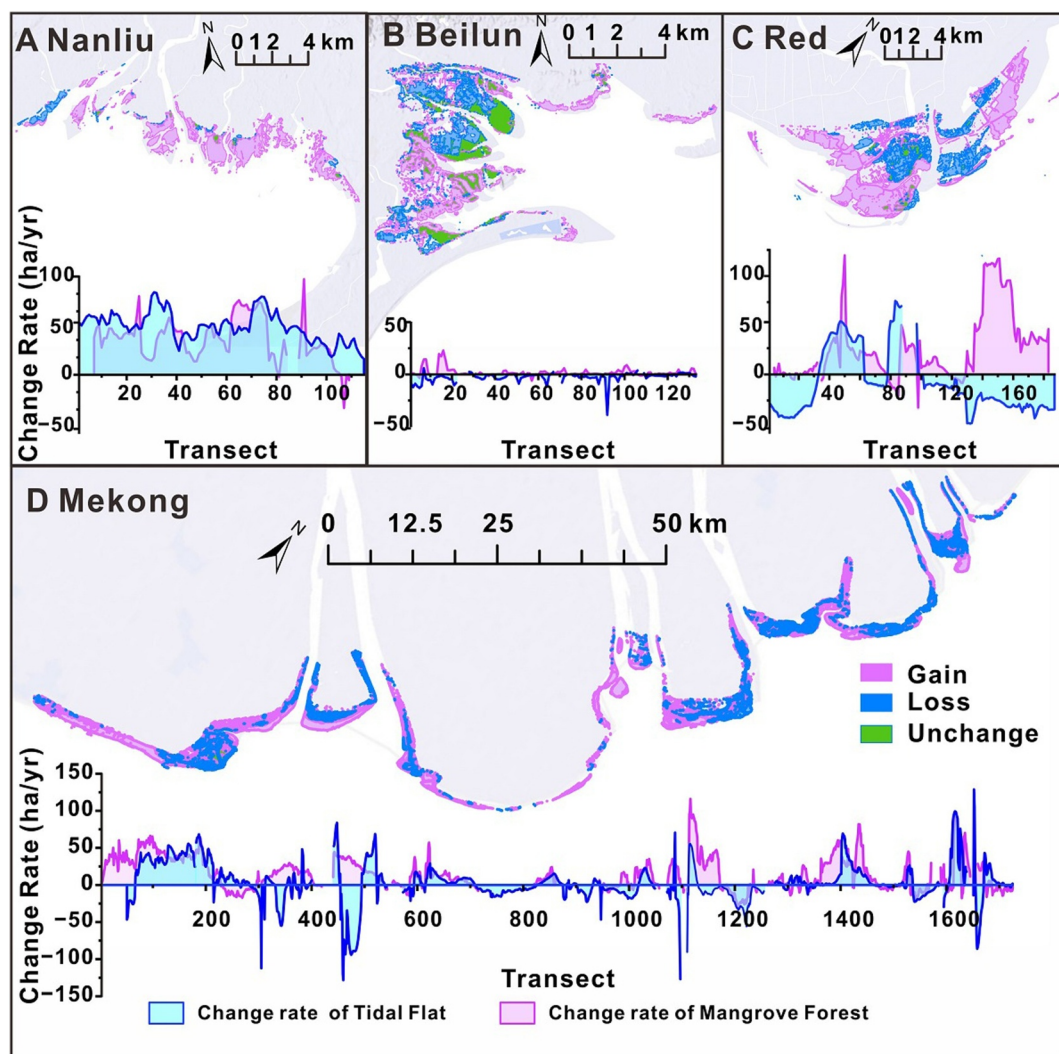 A Nanliu
N
0 1 2 4 km
B Beilun
N
0 1 2 4 km
C Red
N
0 1 2 4 km
Change Rate (ha/yr)
100
50
0
−50
20 40 60 80 100
Transect
50
0
−50
20 40 60 80 100 120
Transect
100
50
0
−50
40 80 120 160
Transect
D Mekong
N
0 12.5 25 50 km
Gain
Loss
Unchange
Change Rate (ha/yr)
150
100
50
0
−50
−100
−150
200 400 600 800 1000 1200 1400 1600
Transect
Change rate of Tidal Flat
Change rate of Mangrove Forest